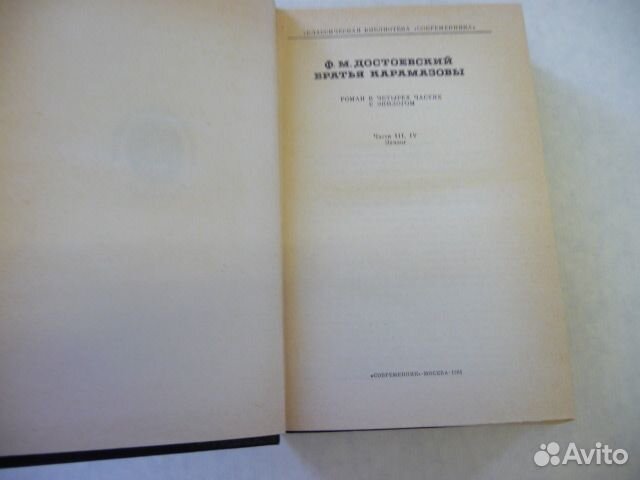 «КЛАССИЧЕСКАЯ БИБЛИОТЕКА «СОВРЕМЕННИКА»
Ф. М. ДОСТОЕВСКИЙ
БРАТЬЯ КАРАМАЗОВЫ
РОМАН В ЧЕТЫРЕХ ЧАСТЯХ
С ЭПИЛОГОМ
Части III, IV
Эпилог
«СОВРЕМЕННИК»·МОСКВА
Avito